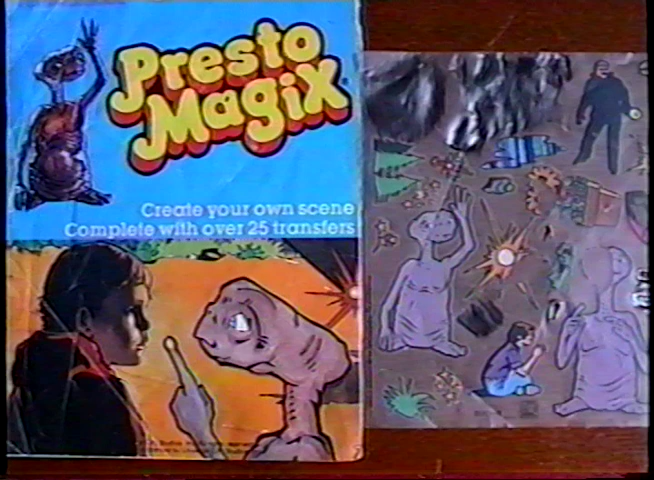 Presto
Magix
Create your own scene
Complete with over 25 transfers